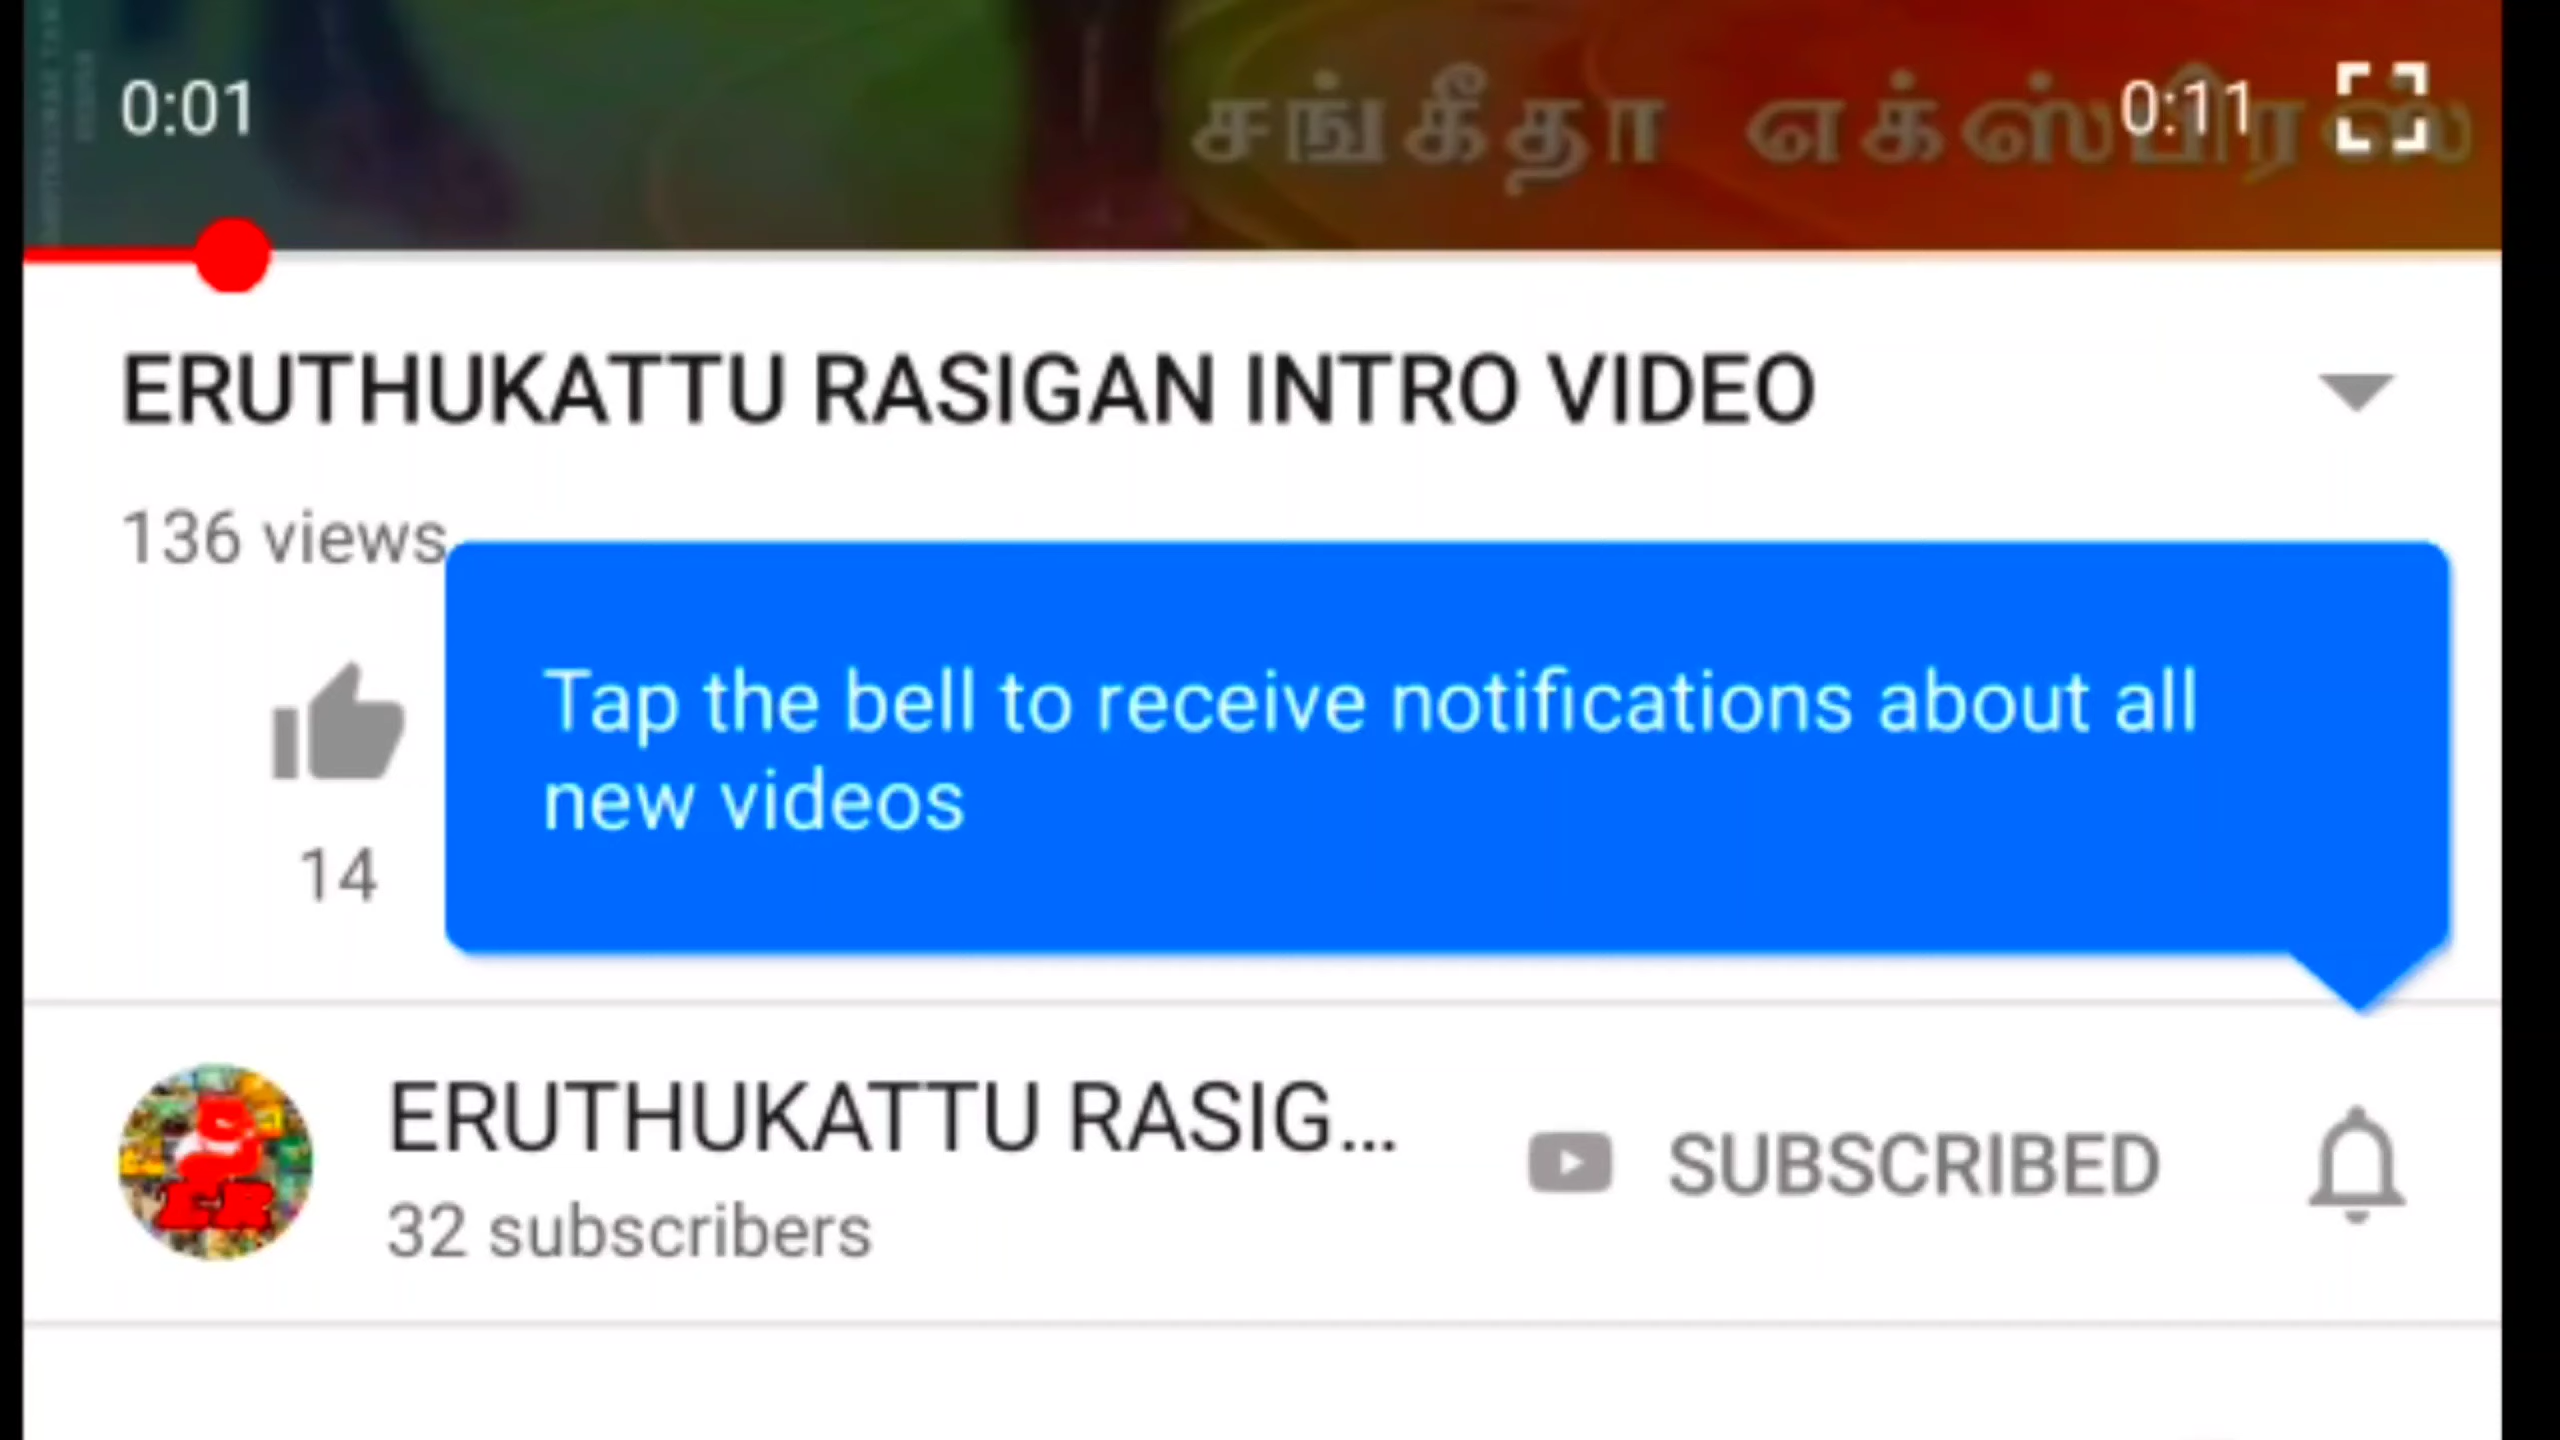 0:01
சங்கீதா எக்ஸ்பிரஸ்
0:11
ERUTHUKATTU RASIGAN INTRO VIDEO
136 views
Tap the bell to receive notifications about all
new videos
14
ERUTHUKATTU RASIG...
32 subscribers
SUBSCRIBED
ER